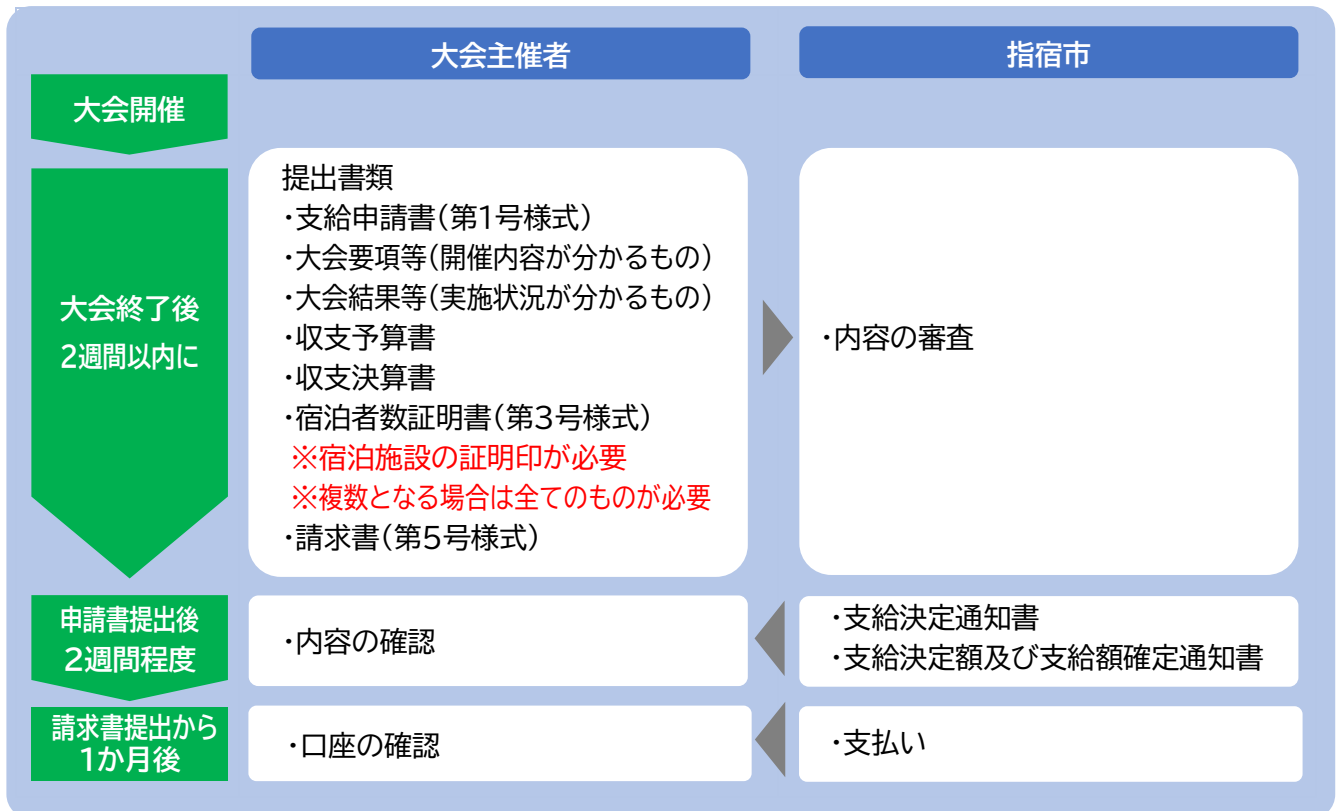 大会主催者
指宿市
大会開催
大会終了後
2週間以内に
提出書類
・支給申請書（第1号様式）
・大会要項等（開催内容が分かるもの）
・大会結果等（実施状況が分かるもの）
・収支予算書
・収支決算書
・宿泊者数証明書（第3号様式）
※宿泊施設の証明印が必要
※複数となる場合は全てのものが必要
・請求書（第5号様式）
・内容の審査
申請書提出後
2週間程度
・内容の確認
・支給決定通知書
・支給決定額及び支給額確定通知書
請求書提出から
1か月後
・口座の確認
・支払い